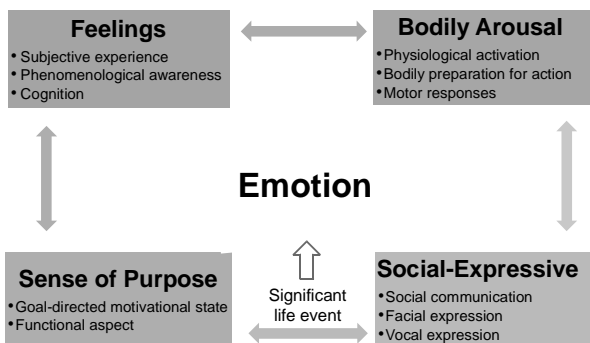 Feelings
• Subjective experience
• Phenomenological awareness
• Cognition
Bodily Arousal
• Physiological activation
• Bodily preparation for action
• Motor responses
Emotion
Sense of Purpose
• Goal-directed motivational state
• Functional aspect
Significant
life event
Social-Expressive
• Social communication
• Facial expression
• Vocal expression